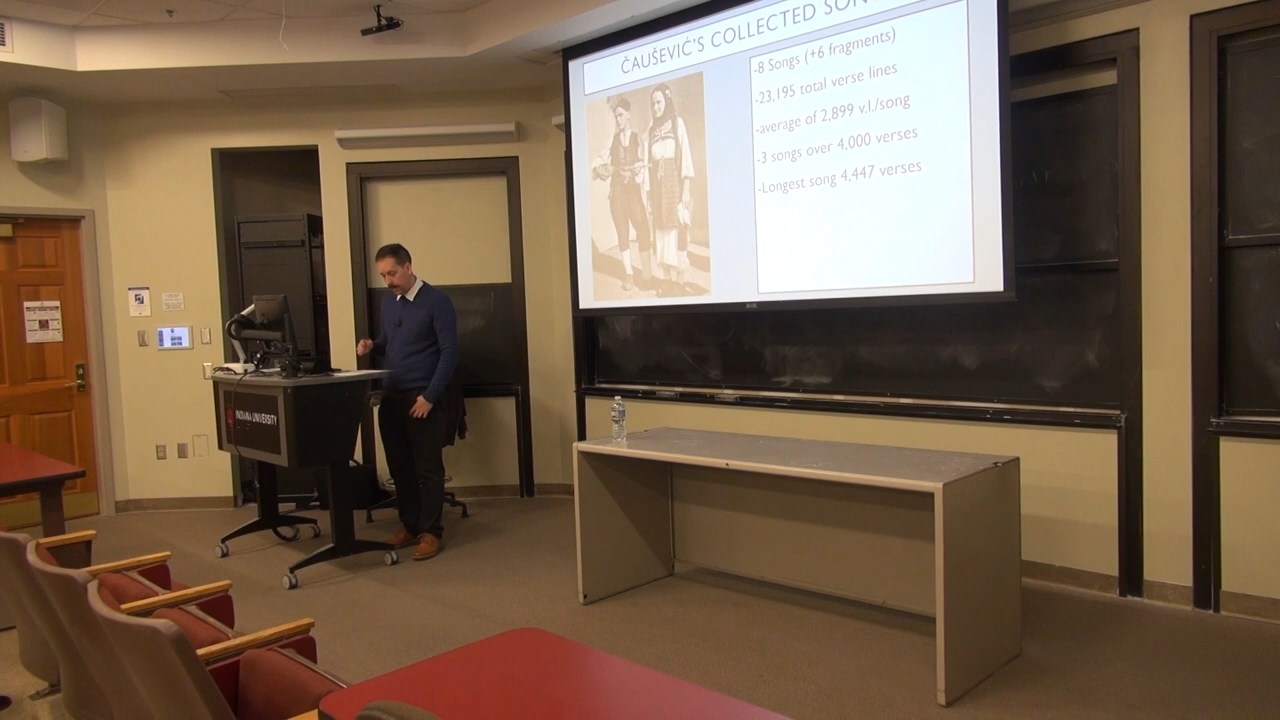 ČAUŠEVIĆ'S COLLECTED
-8 Songs (+6 fragments)
-23,195 total verse lines
-average of 2,899 v.l./song
-3 songs over 4,000 verses
-Longest song 4,447 verses
INDIANA UNIVERSITY